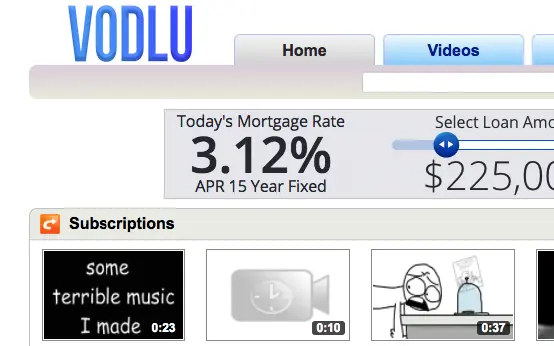 VODLU
Home
Videos
Today's Mortgage Rate
3.12%
APR 15 Year Fixed
Select Loan Amo
$225,00
Subscriptions
some
terrible music
I made
0:23
0:10
0:37